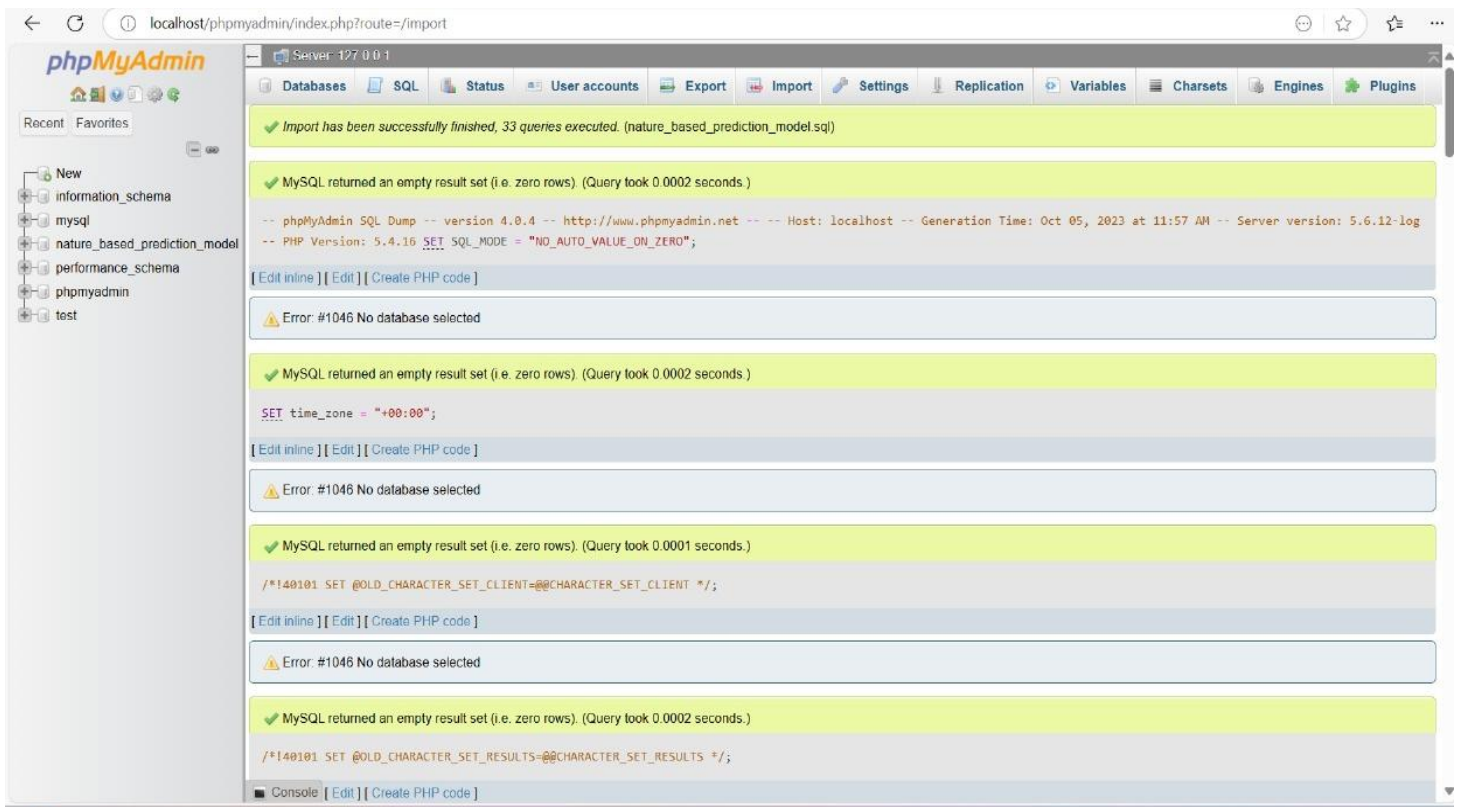 localhost/phpmyadmin/index.php?route=/import
phpMyAdmin
Recent Favorites
New
information_schema
mysql
nature_based_prediction_model
performance_schema
phpmyadmin
test
Server: 127.0.0.1
Databases SQL Status User accounts Export Import Settings Replication Variables Charsets Engines Plugins
Import has been successfully finished, 33 queries executed. (nature_based_prediction_model.sql)
MySQL returned an empty result set (i.e. zero rows). (Query took 0.0002 seconds.)
-- phpMyAdmin SQL Dump -- version 4.0.4 -- http://www.phpmyadmin.net -- -- Host: localhost -- Generation Time: Oct 05, 2023 at 11:57 AM -- Server version: 5.6.12-log
-- PHP Version: 5.4.16 SET SQL_MODE = "NO_AUTO_VALUE_ON_ZERO";
[ Edit inline ] [ Edit ] [ Create PHP code ]
Error: #1046 No database selected
MySQL returned an empty result set (i.e. zero rows). (Query took 0.0002 seconds.)
SET time_zone = "+00:00";
[ Edit inline ] [ Edit ] [ Create PHP code ]
Error: #1046 No database selected
MySQL returned an empty result set (i.e. zero rows). (Query took 0.0001 seconds.)
/*!40101 SET @OLD_CHARACTER_SET_CLIENT=@@CHARACTER_SET_CLIENT */;
[ Edit inline ] [ Edit ] [ Create PHP code ]
Error: #1046 No database selected
MySQL returned an empty result set (i.e. zero rows). (Query took 0.0002 seconds.)
/*!40101 SET @OLD_CHARACTER_SET_RESULTS=@@CHARACTER_SET_RESULTS */;
Console [ Edit ] [ Create PHP code ]